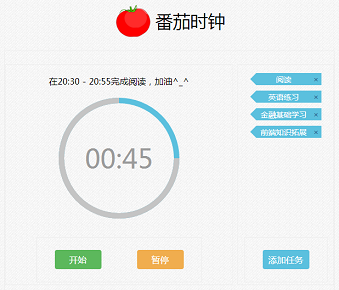 番茄时钟
在20:30 - 20:55完成阅读，加油^_^
00:45
开始
暂停
阅读 ×
英语练习 ×
金融基础学习 ×
前端知识拓展 ×
添加任务